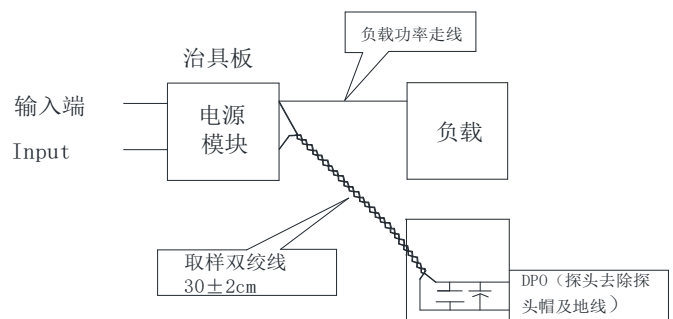 负载功率走线
治具板
输入端
Input
电源
模块
负载
取样双绞线
30±2cm
DPO（探头去除探
头帽及地线）